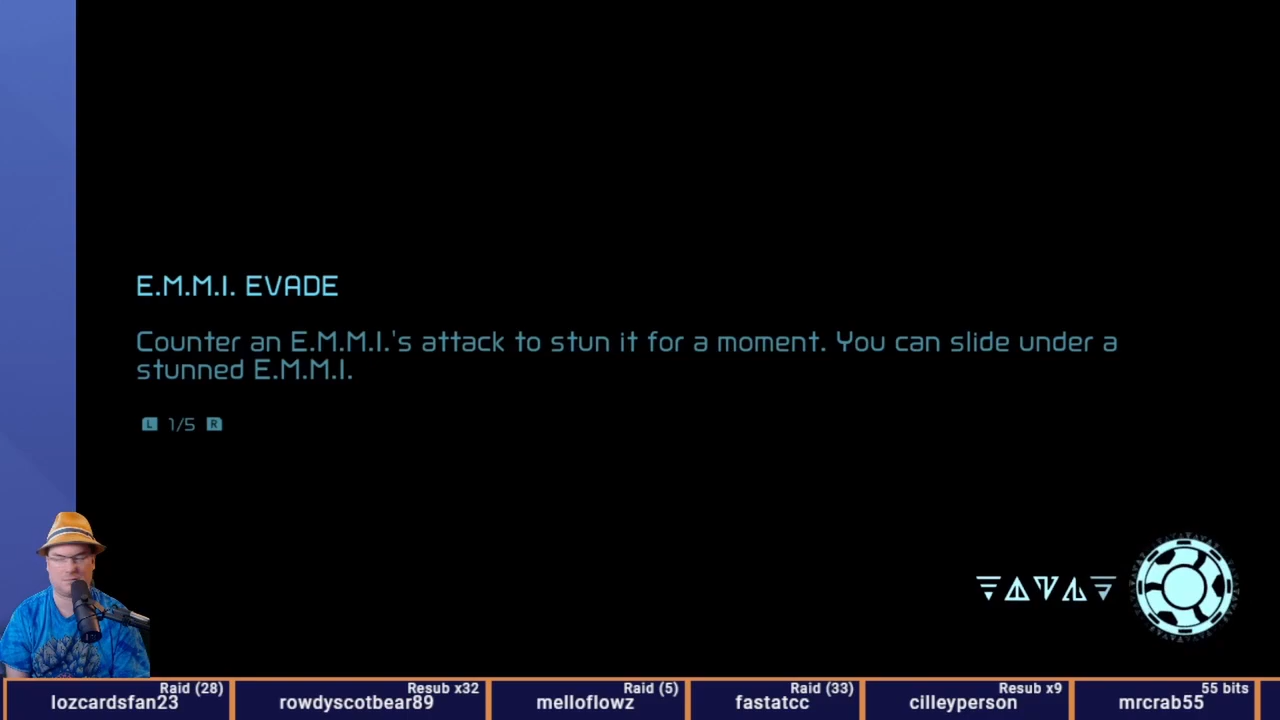 E.M.M.I. EVADE
Counter an E.M.M.I.'s attack to stun it for a moment. You can slide under a
stunned E.M.M.I.
L 1/5 R
Raid (28)
lozcardsfan23
Resub x32
rowdyscotbear89
Raid (5)
melloflowz
Raid (33)
fastatcc
Resub x9
cilleyperson
55 bits
mrcrab55